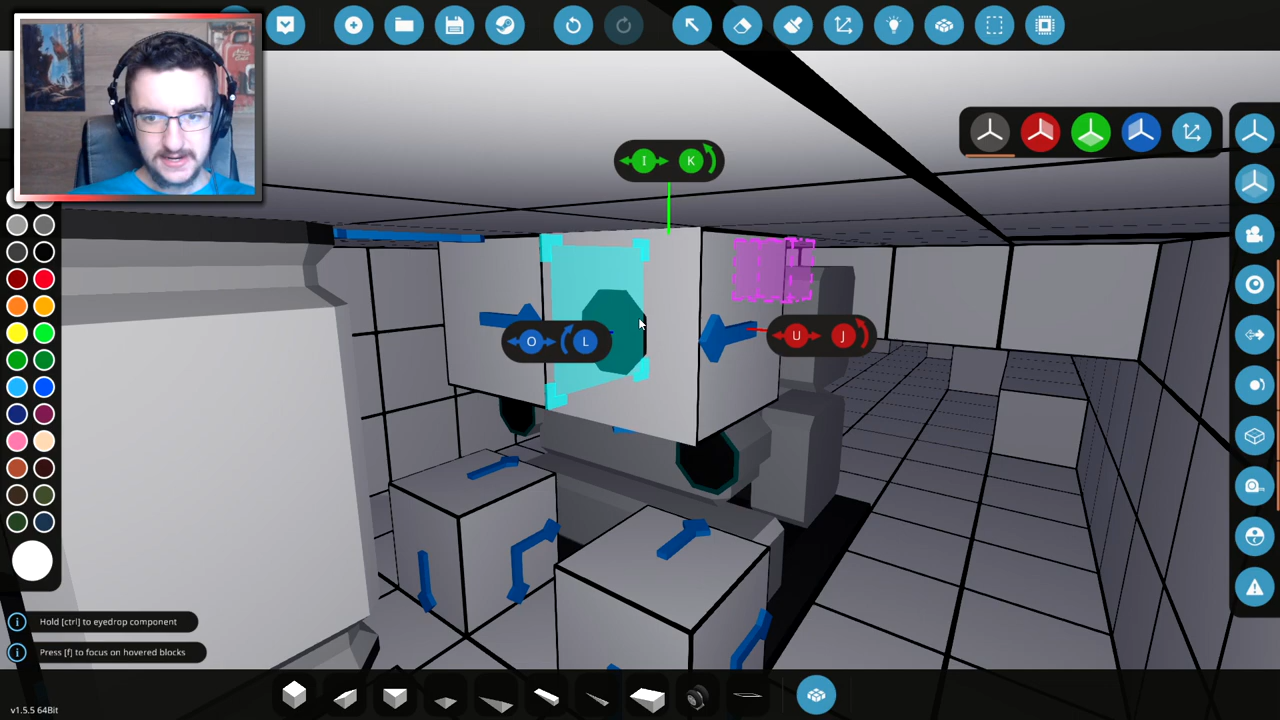 I K
O L
U J
Hold [ctrl] to eyedrop component
Press [f] to focus on hovered blocks
v1.5.5 64Bit